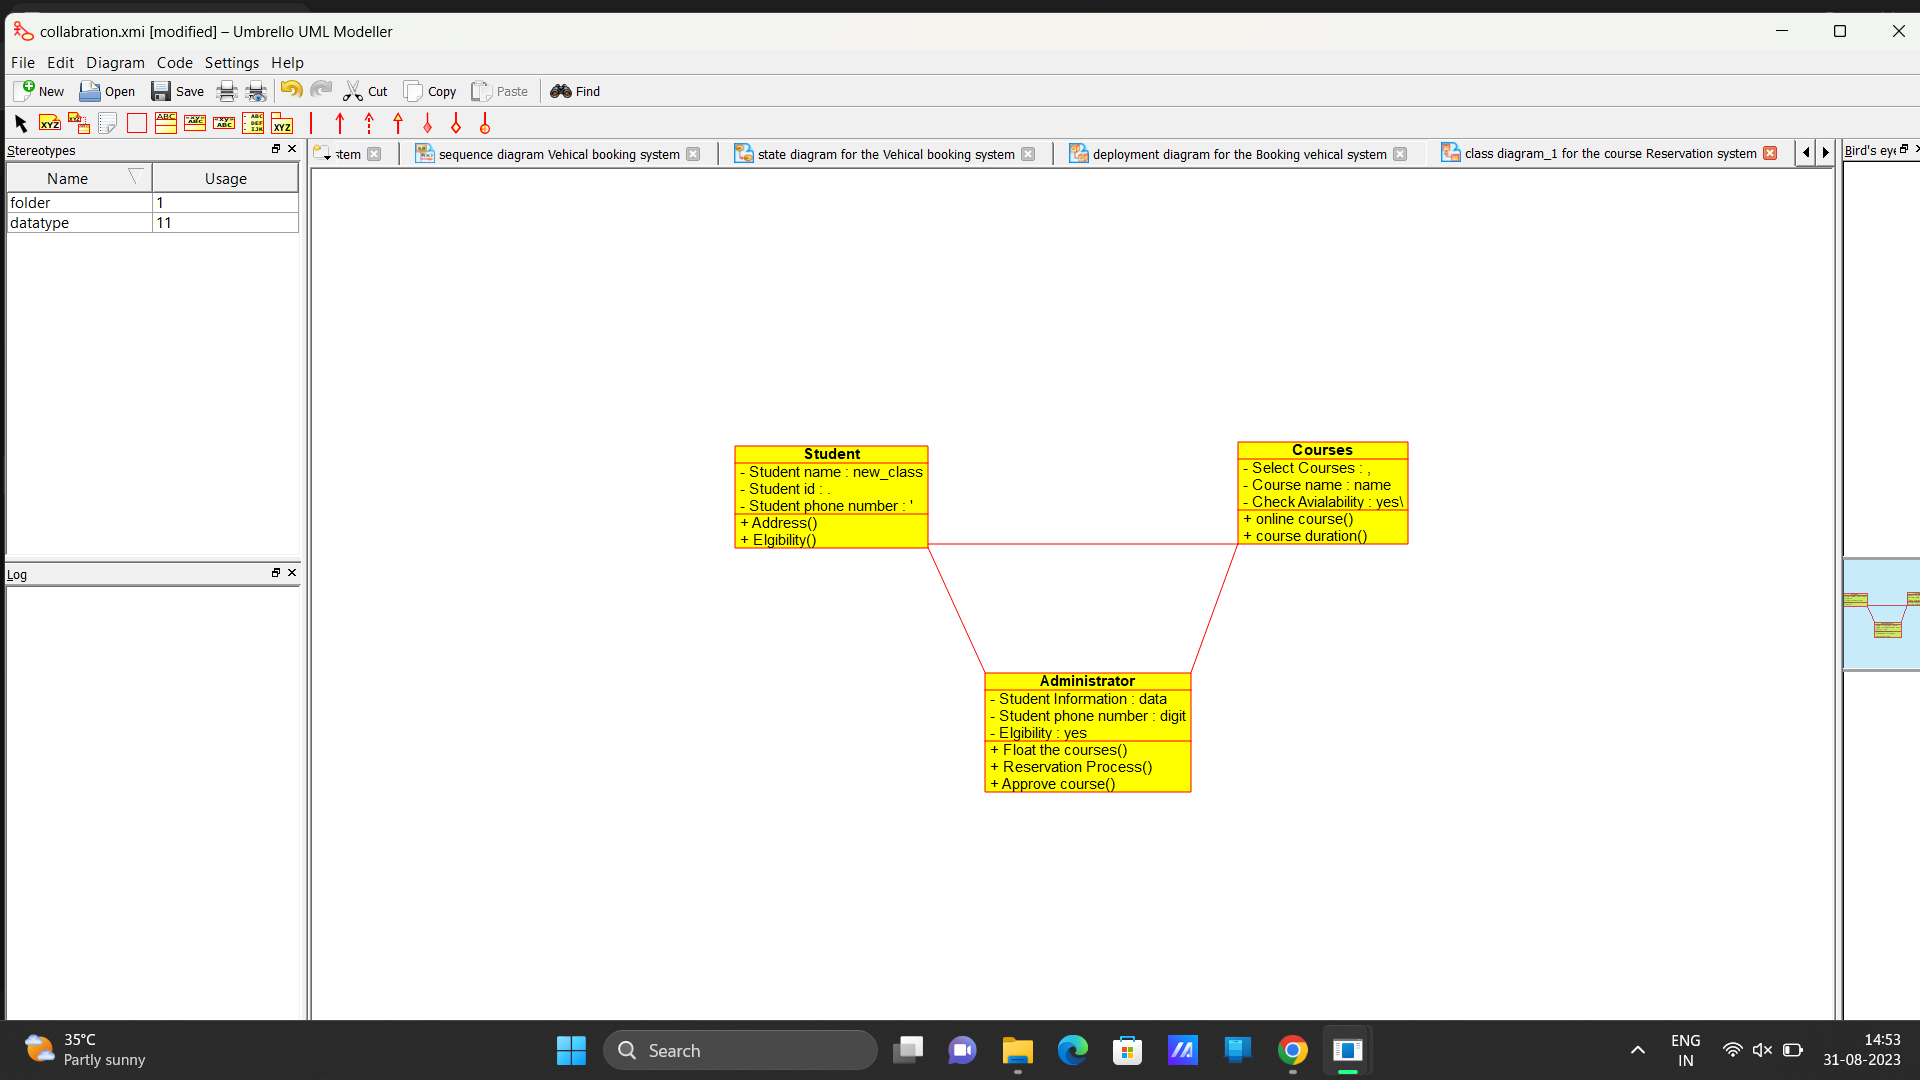 collabration.xmi [modified] – Umbrello UML Modeller
File Edit Diagram Code Settings Help
New Open Save Cut Copy Paste Find
Stereotypes
tem
sequence diagram Vehical booking system
state diagram for the Vehical booking system
deployment diagram for the Booking vehical system
class diagram_1 for the course Reservation system
Bird's eye
Name Usage
folder 1
datatype 11
Log
Student
- Student name : new_class
- Student id : .
- Student phone number : '
+ Address()
+ Elgibility()
Courses
- Select Courses : ,
- Course name : name
- Check Avialability : yes\
+ online course()
+ course duration()
Administrator
- Student Information : data
- Student phone number : digit
- Elgibility : yes
+ Float the courses()
+ Reservation Process()
+ Approve course()
35°C
Partly sunny
Search
ENG
IN
14:53
31-08-2023